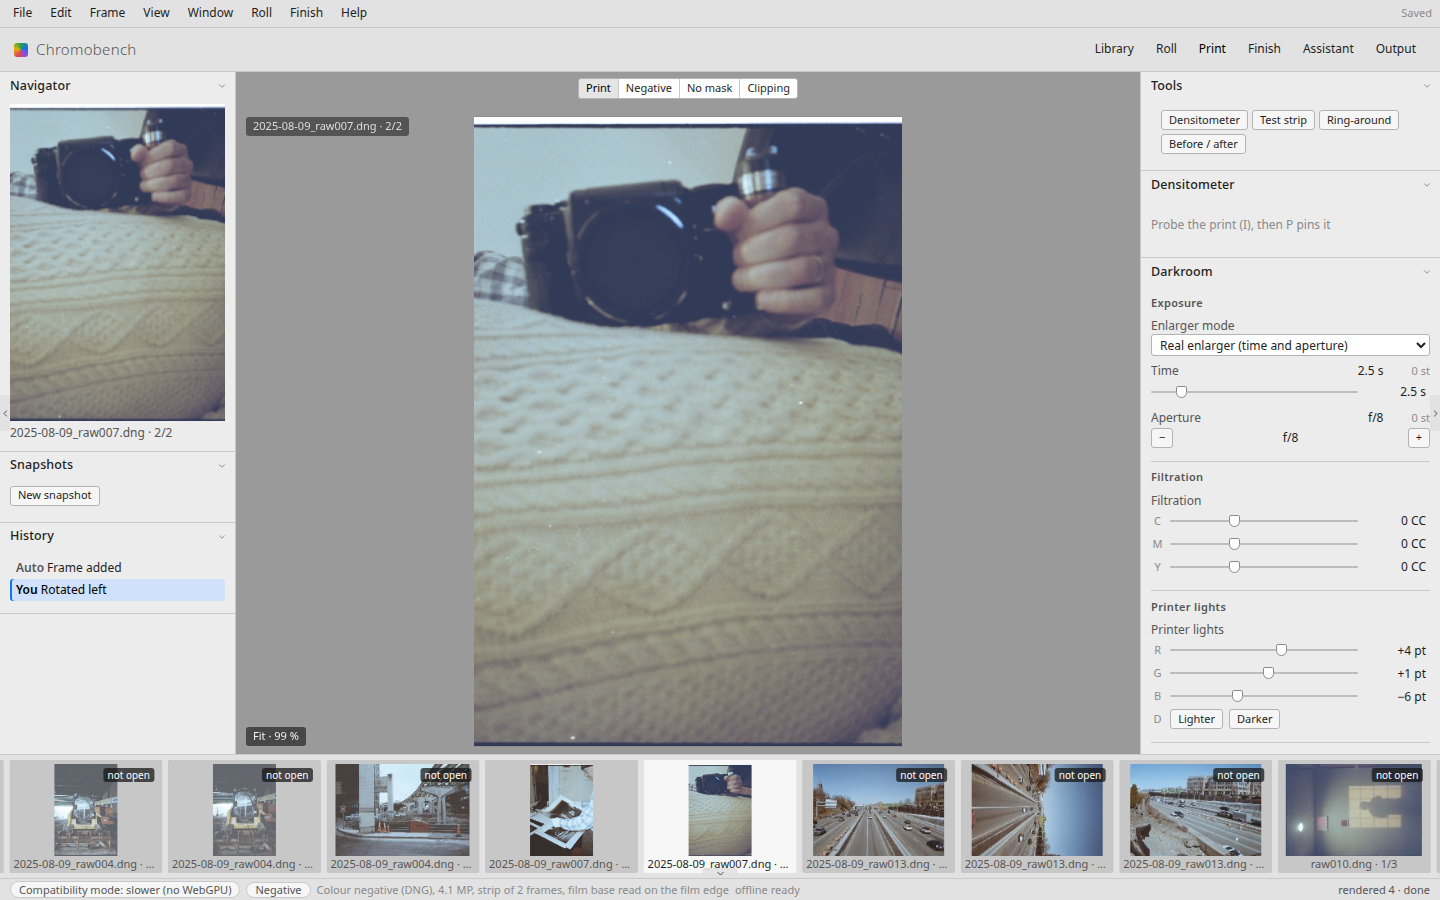 File Edit Frame View Window Roll Finish Help Saved
Chromobench Library Roll Print Finish Assistant Output
Navigator
2025-08-09_raw007.dng · 2/2
Snapshots
New snapshot
History
Auto Frame added
You Rotated left
Print Negative No mask Clipping
2025-08-09_raw007.dng · 2/2
Fit · 99 %
Tools
Densitometer Test strip Ring-around
Before / after
Densitometer
Probe the print (I), then P pins it
Darkroom
Exposure
Enlarger mode
Real enlarger (time and aperture)
Time 2.5 s 0 st
2.5 s
Aperture f/8 0 st
− f/8 +
Filtration
Filtration
C 0 CC
M 0 CC
Y 0 CC
Printer lights
Printer lights
R +4 pt
G +1 pt
B −6 pt
D Lighter Darker
not open not open not open not open not open not open not open
2025-08-09_raw004.dng · ... 2025-08-09_raw004.dng · ... 2025-08-09_raw004.dng · ... 2025-08-09_raw007.dng · ... 2025-08-09_raw007.dng · ... 2025-08-09_raw013.dng · ... 2025-08-09_raw013.dng · ... 2025-08-09_raw013.dng · ... raw010.dng · 1/3
Compatibility mode: slower (no WebGPU) Negative Colour negative (DNG), 4.1 MP, strip of 2 frames, film base read on the film edge offline ready rendered 4 · done